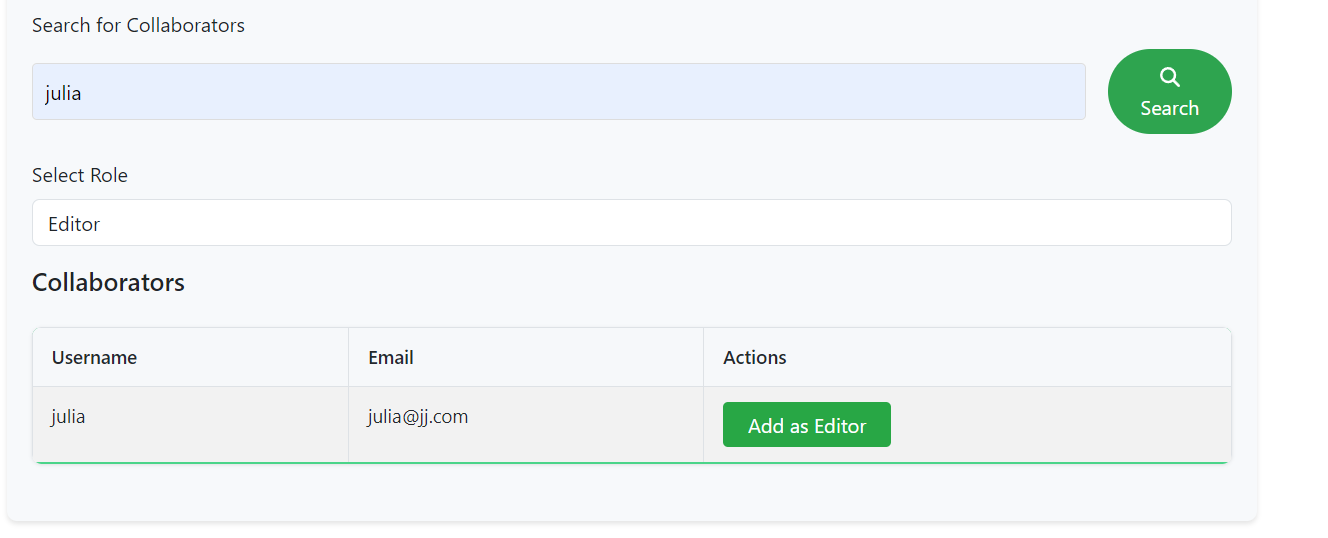 Search for Collaborators
julia
Search
Select Role
Editor
Collaborators
Username Email Actions
julia julia@jj.com Add as Editor